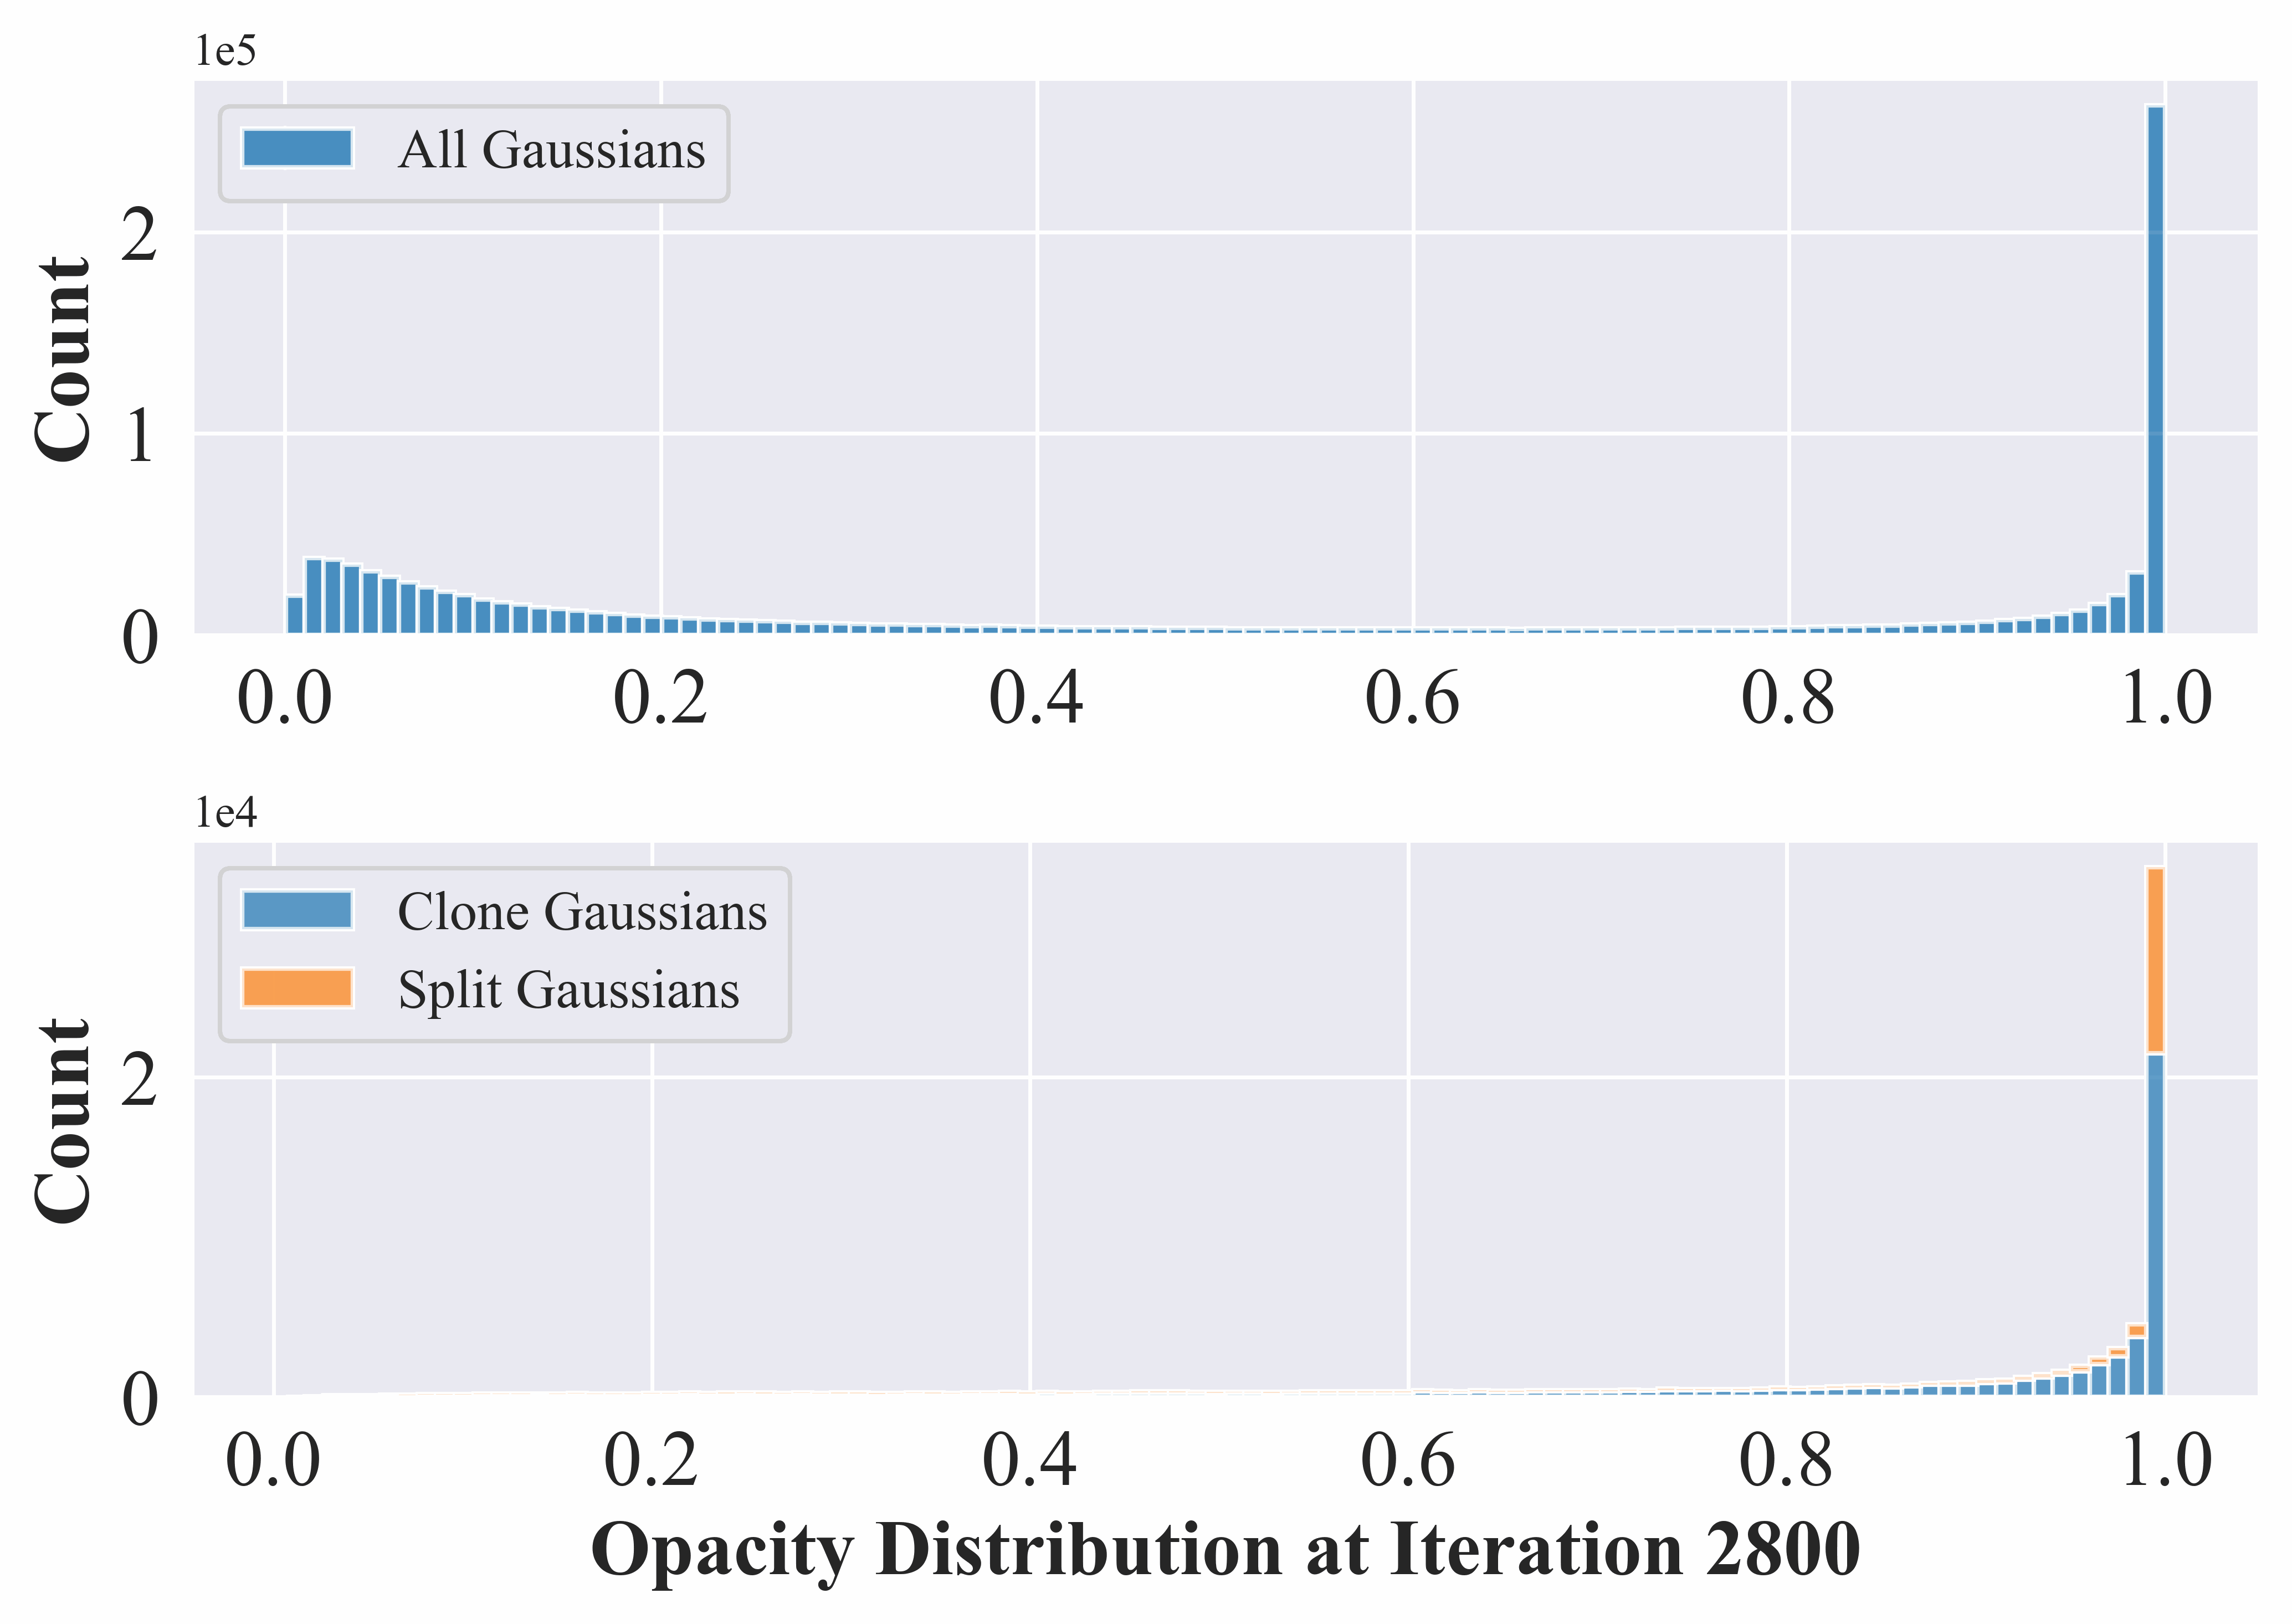 1e5
All Gaussians
Count
2
1
0
0.0 0.2 0.4 0.6 0.8 1.0
1e4
Clone Gaussians
Split Gaussians
Count
2
0
0.0 0.2 0.4 0.6 0.8 1.0
Opacity Distribution at Iteration 2800